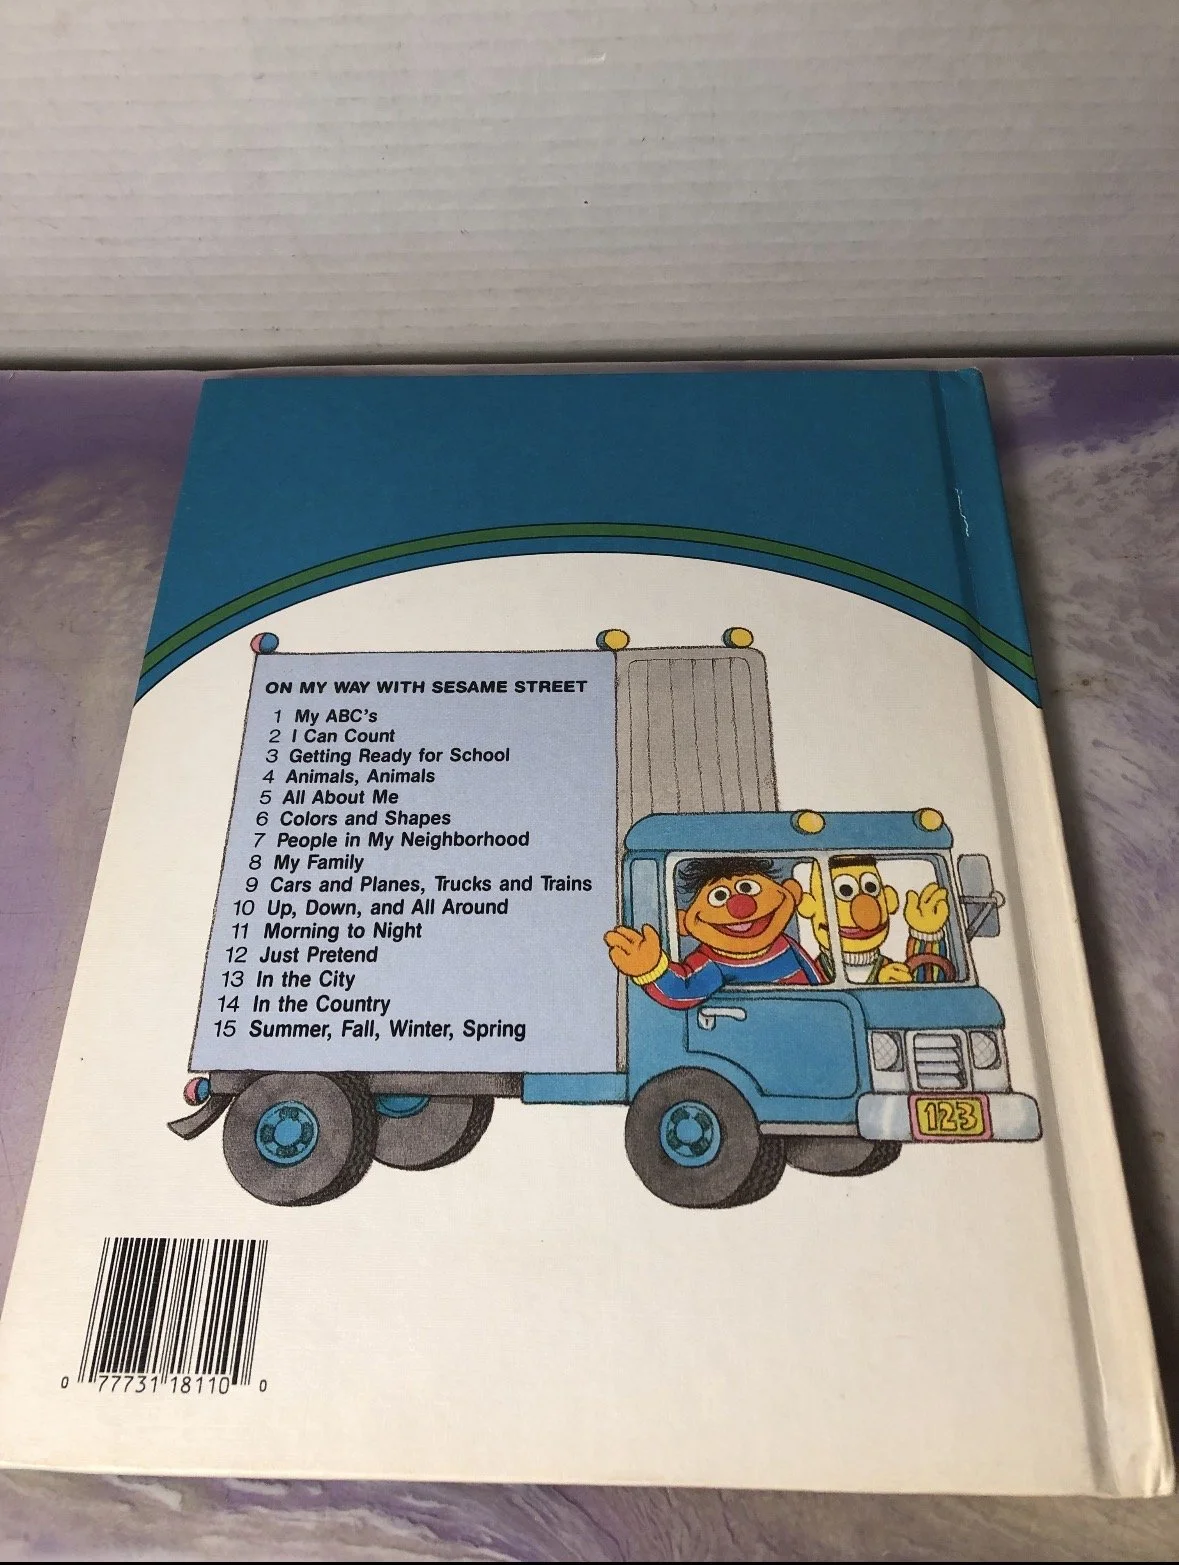 ON MY WAY WITH SESAME STREET
1 My ABC's
2 I Can Count
3 Getting Ready for School
4 Animals, Animals
5 All About Me
6 Colors and Shapes
7 People in My Neighborhood
8 My Family
9 Cars and Planes, Trucks and Trains
10 Up, Down, and All Around
11 Morning to Night
12 Just Pretend
13 In the City
14 In the Country
15 Summer, Fall, Winter, Spring
123
0 77731 18110 0